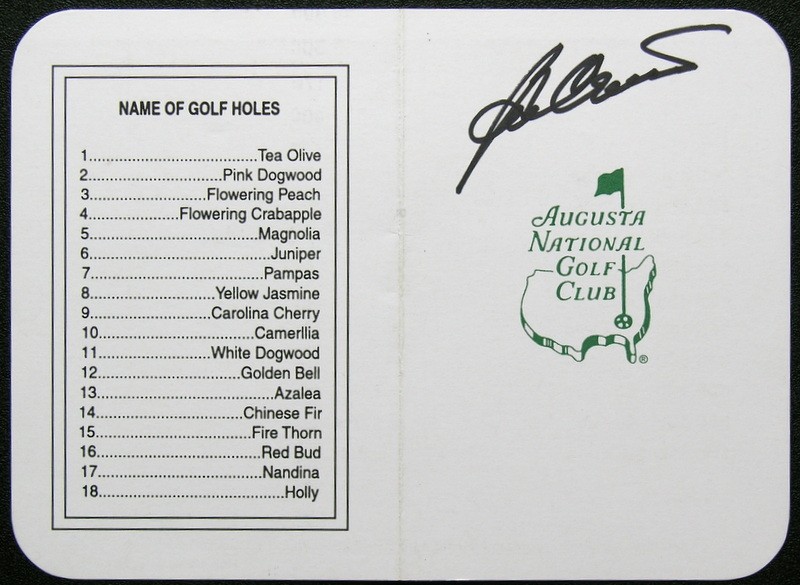 NAME OF GOLF HOLES
1..................................Tea Olive
2...........................Pink Dogwood
3........................Flowering Peach
4..................Flowering Crabapple
5..................................Magnolia
6.....................................Juniper
7...................................Pampas
8.........................Yellow Jasmine
9........................Carolina Cherry
10...............................Camerllia
11.......................White Dogwood
12.............................Golden Bell
13....................................Azalea
14..............................Chinese Fir
15................................Fire Thorn
16.................................Red Bud
17.................................Nandina
18......................................Holly
AUGUSTA
NATIONAL
GOLF
CLUB
®